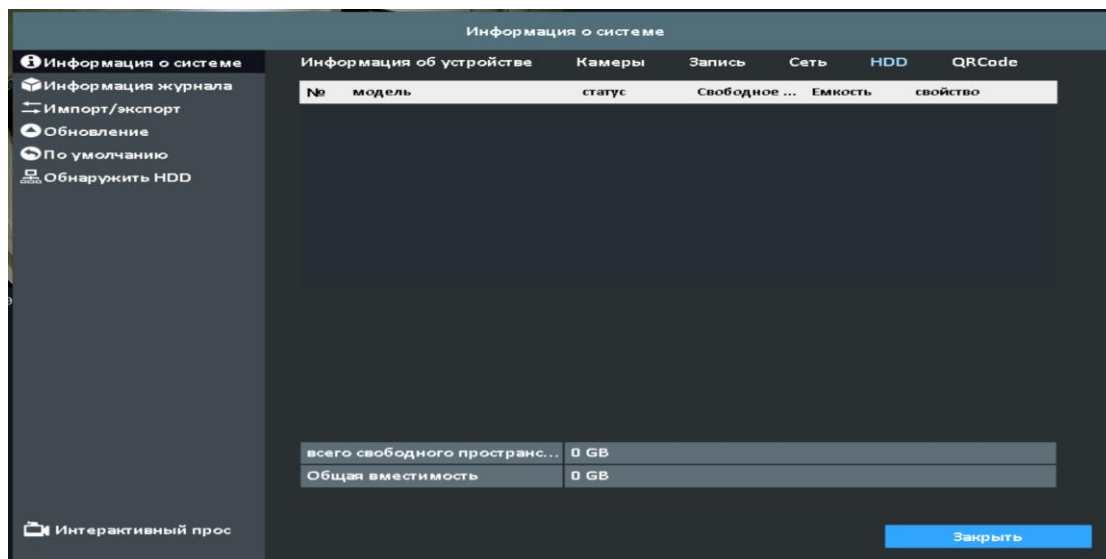 Информация о системе
Информация о системе
Информация журнала
Импорт/экспорт
Обновление
По умолчанию
Обнаружить HDD
Интерактивный прос
Информация об устройстве Камеры Запись Сеть HDD QRCode
№ модель статус Свободное ... Емкость свойство
всего свободного пространс... 0 GB
Общая вместимость 0 GB
Закрыть